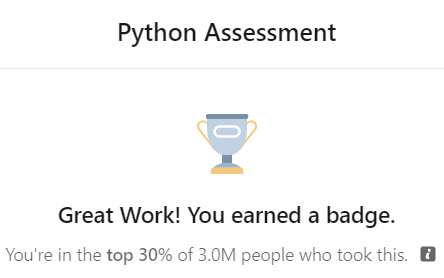 Python Assessment
Great Work! You earned a badge.
You're in the top 30% of 3.0M people who took this. i